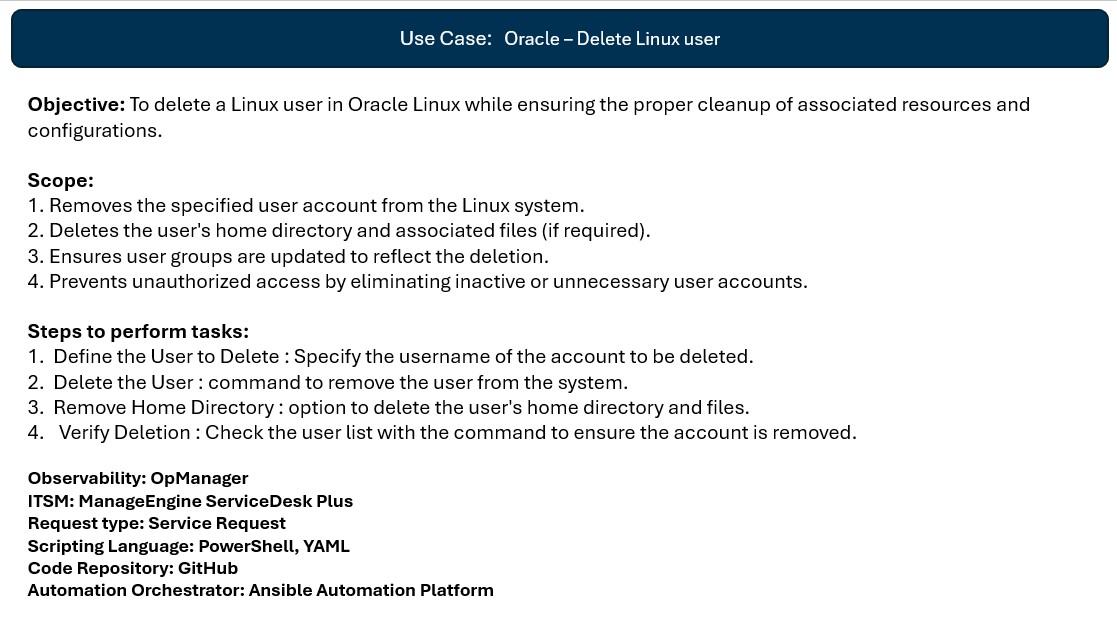 Use Case: Oracle – Delete Linux user
Objective: To delete a Linux user in Oracle Linux while ensuring the proper cleanup of associated resources and
configurations.
Scope:
1. Removes the specified user account from the Linux system.
2. Deletes the user's home directory and associated files (if required).
3. Ensures user groups are updated to reflect the deletion.
4. Prevents unauthorized access by eliminating inactive or unnecessary user accounts.
Steps to perform tasks:
1. Define the User to Delete : Specify the username of the account to be deleted.
2. Delete the User : command to remove the user from the system.
3. Remove Home Directory : option to delete the user's home directory and files.
4. Verify Deletion : Check the user list with the command to ensure the account is removed.
Observability: OpManager
ITSM: ManageEngine ServiceDesk Plus
Request type: Service Request
Scripting Language: PowerShell, YAML
Code Repository: GitHub
Automation Orchestrator: Ansible Automation Platform